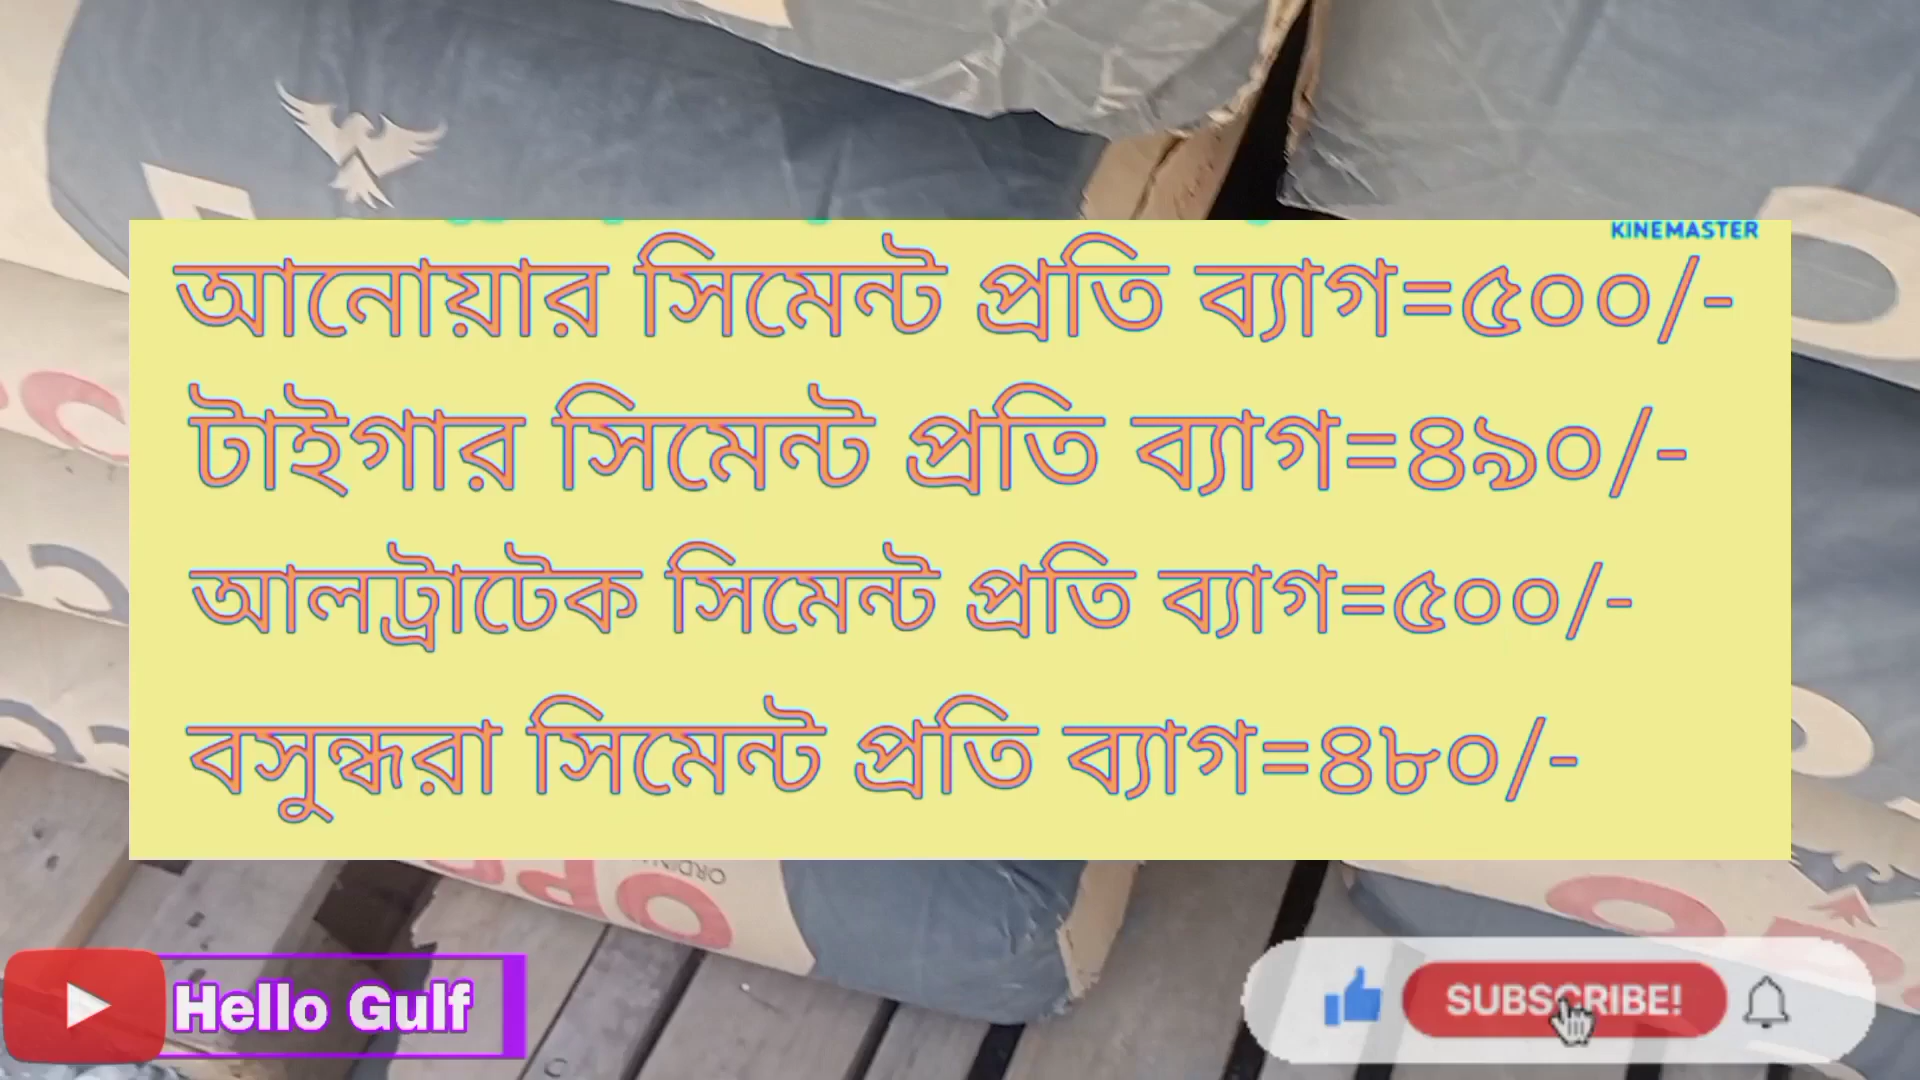 KINEMASTER
আনোয়ার সিমেন্ট প্রতি ব্যাগ=৫০০/-
টাইগার সিমেন্ট প্রতি ব্যাগ=৪৯০/-
আলট্রাটেক সিমেন্ট প্রতি ব্যাগ=৫০০/-
বসুন্ধরা সিমেন্ট প্রতি ব্যাগ=৪৮০/-
Hello Gulf
SUBSCRIBE!